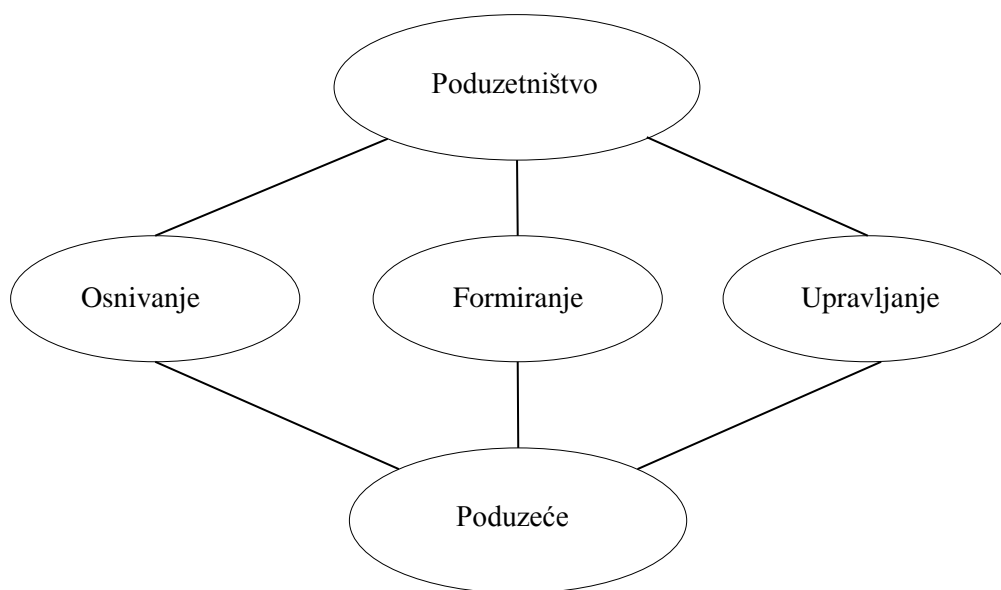 Poduzetništvo
Osnivanje
Formiranje
Upravljanje
Poduzeće